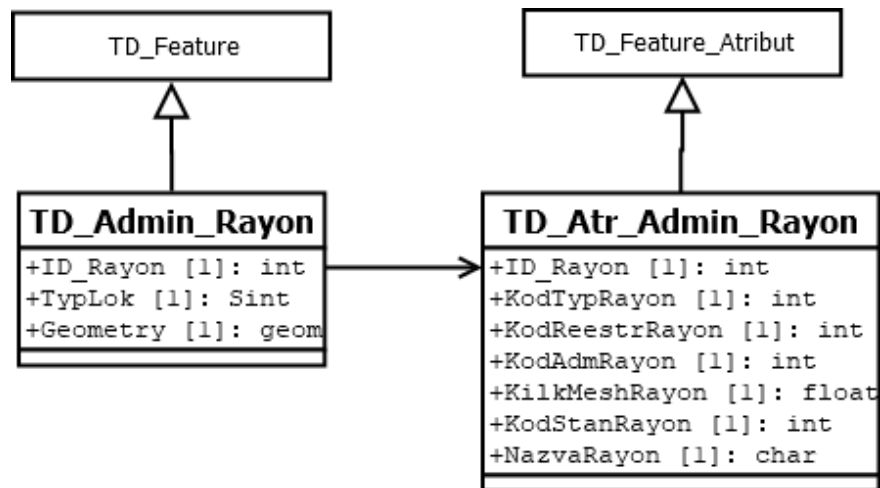 TD_Feature
TD_Feature_Atribut
TD_Admin_Rayon
+ID_Rayon [1]: int
+TypLok [1]: Sint
+Geometry [1]: geom
TD_Atr_Admin_Rayon
+ID_Rayon [1]: int
+KodTypRayon [1]: int
+KodReestrRayon [1]: int
+KodAdmRayon [1]: int
+KilkMeshRayon [1]: float
+KodStanRayon [1]: int
+NazvaRayon [1]: char